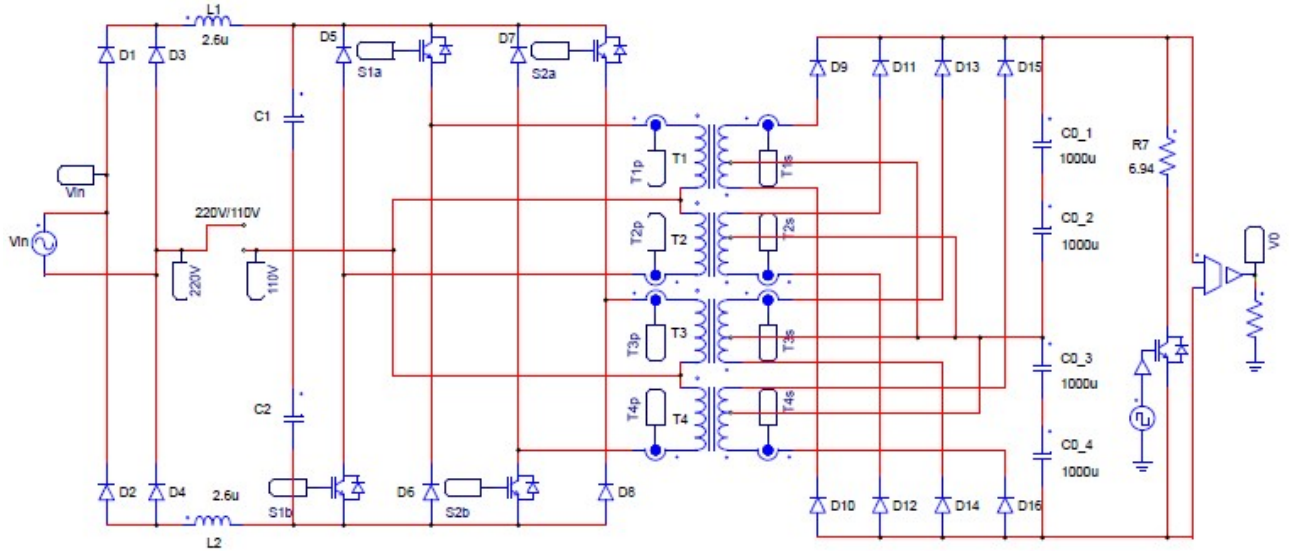 L1
2.6u
D1
D3
D5
D7
S1a
S2a
D9
D11
D13
D15
C1
T1p
T1
T1s
C0_1
1000u
R7
6.94
Vin
220V/110V
Vin
220V
110V
T2p
T2
T2s
C0_2
1000u
V0
T3p
T3
T3s
C0_3
1000u
C2
T4p
T4
T4s
C0_4
1000u
D2
D4
2.6u
S1b
D6
S2b
D8
D10
D12
D14
D16
L2